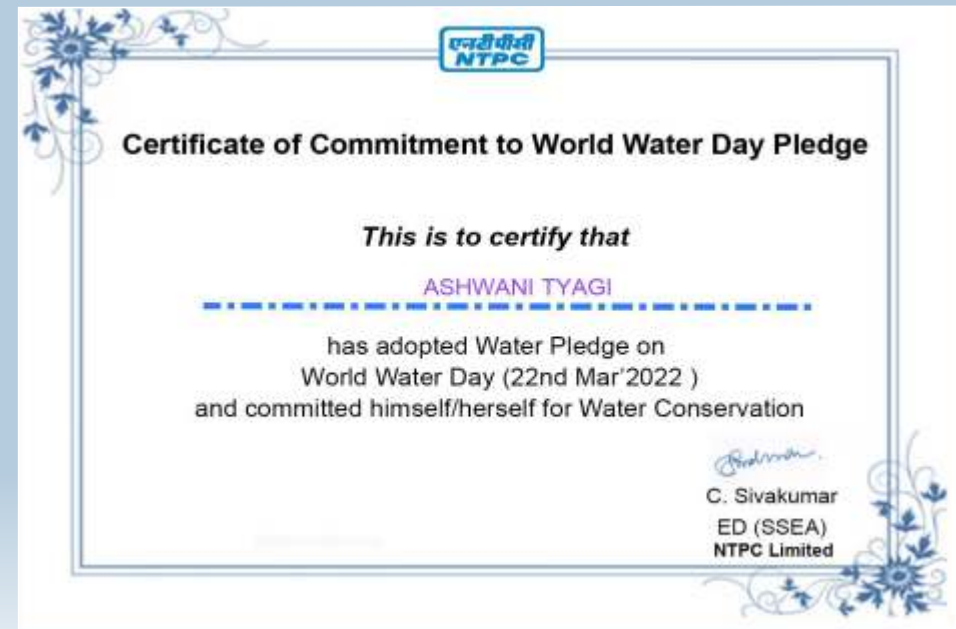 एनटीपीसी
NTPC
Certificate of Commitment to World Water Day Pledge
This is to certify that
ASHWANI TYAGI
has adopted Water Pledge on
World Water Day (22nd Mar'2022 )
and committed himself/herself for Water Conservation
C. Sivakumar
ED (SSEA)
NTPC Limited